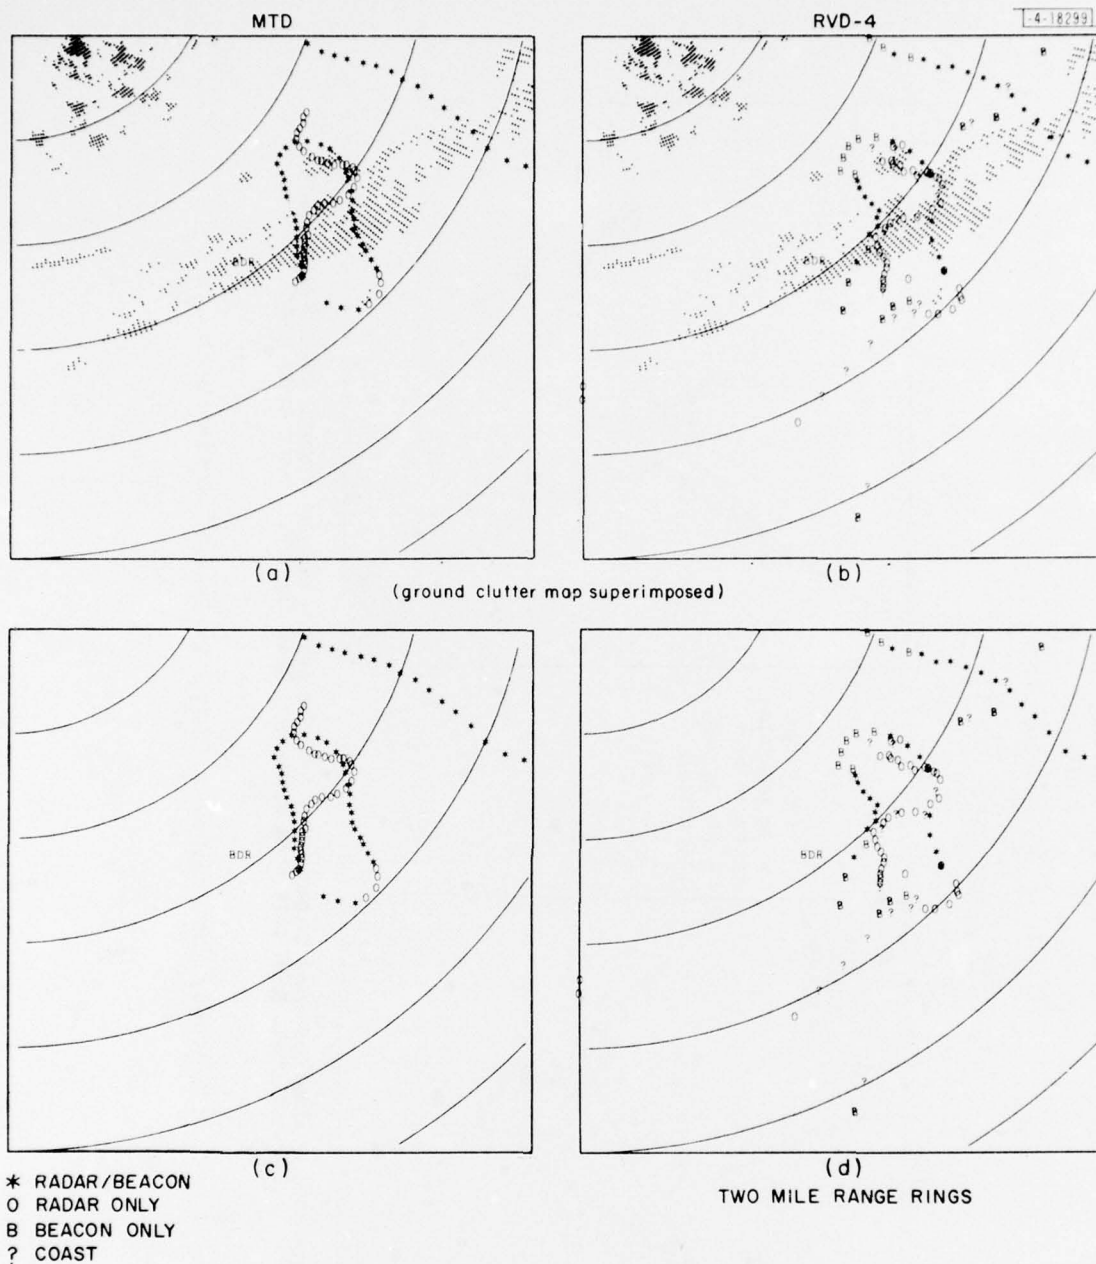 MTD
RVD-4
-4-18299
BDR
BDR
(a)
(b)
(ground clutter map superimposed)
BDR
BDR
(c)
(d)
* RADAR/BEACON
O RADAR ONLY
B BEACON ONLY
? COAST
TWO MILE RANGE RINGS